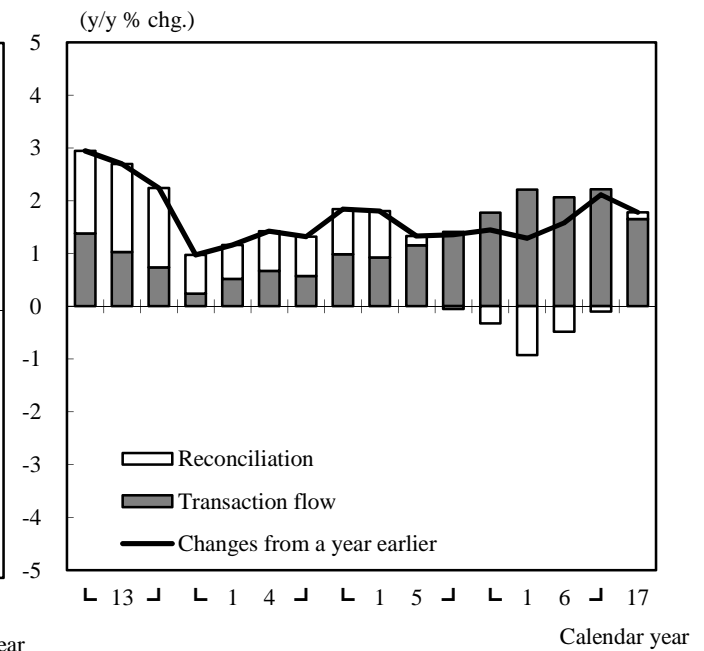 (y/y % chg.)
5
4
3
2
1
0
-1
-2
-3
-4
-5
Reconciliation
Transaction flow
Changes from a year earlier
13 1 4 1 5 1 6 17
Calendar year
ear